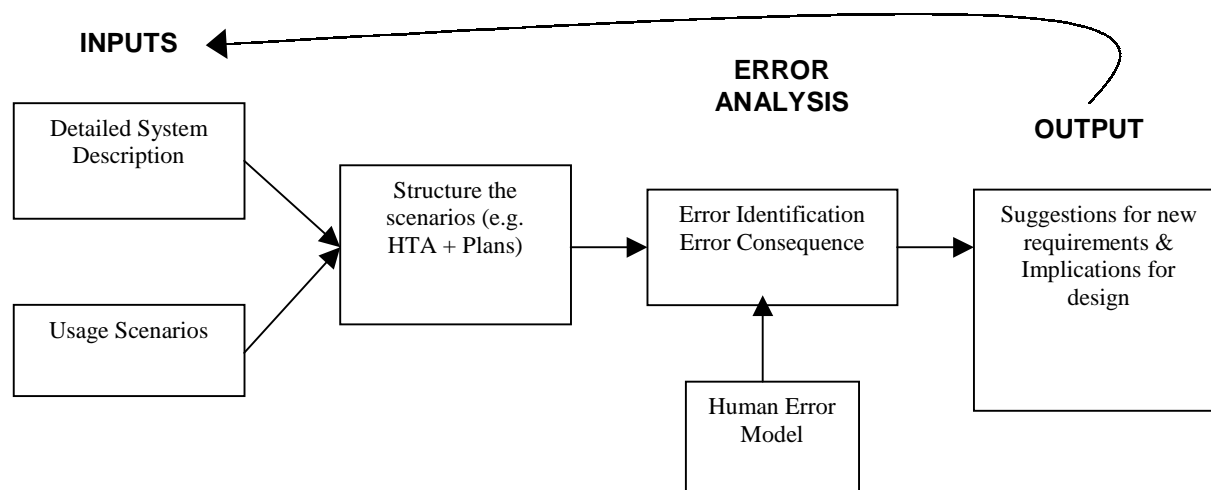 INPUTS
ERROR
ANALYSIS
OUTPUT
Detailed System
Description
Usage Scenarios
Structure the
scenarios (e.g.
HTA + Plans)
Error Identification
Error Consequence
Human Error
Model
Suggestions for new
requirements &
Implications for
design